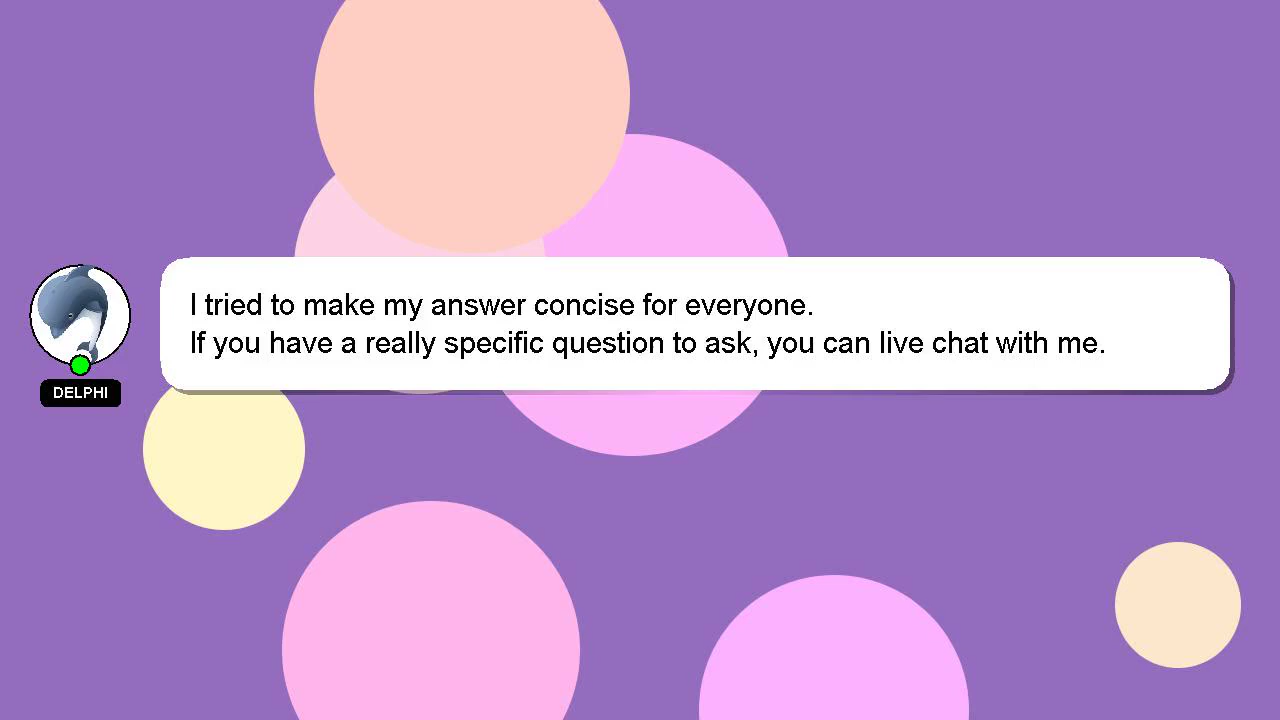 I tried to make my answer concise for everyone.
If you have a really specific question to ask, you can live chat with me.
DELPHI